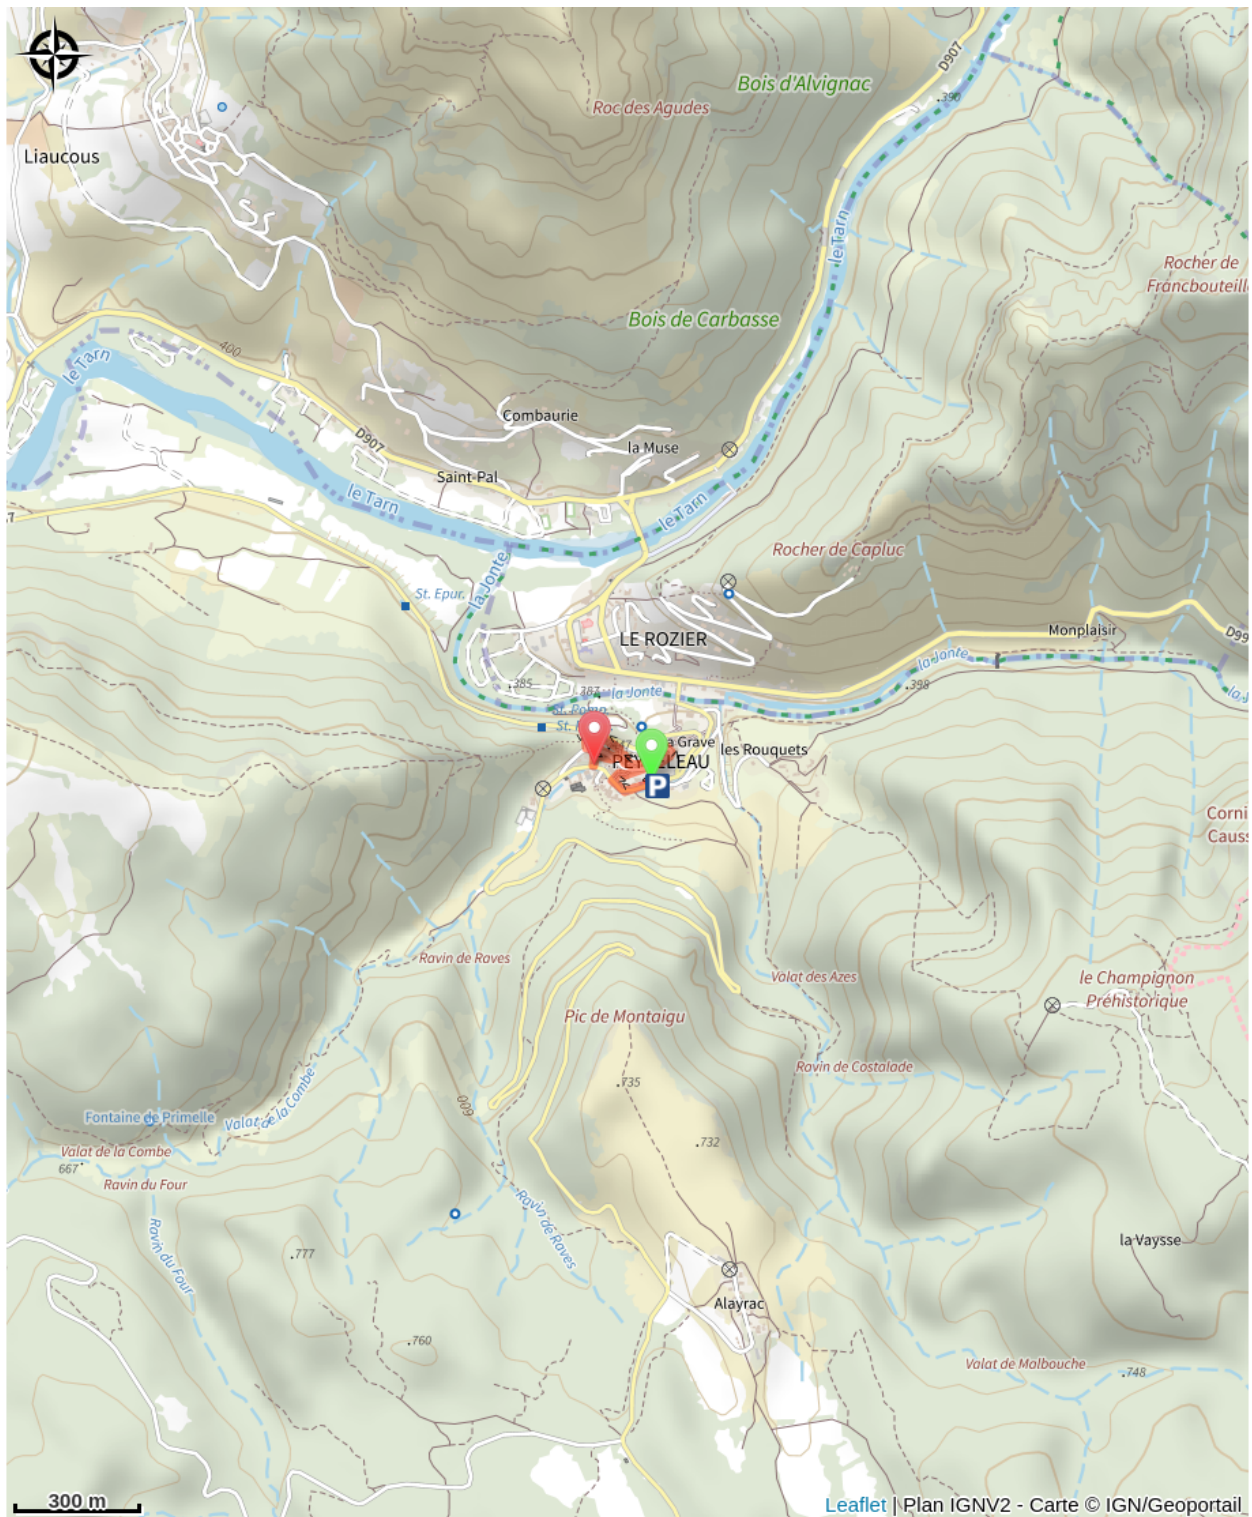 D907
Bois d'Alvignac
.390
Roc des Agudes
Liaucous
le Tarn
Rocher de
Francbouteill
Bois de Carbasse
400
le Tarn
Combaurie
D907
la Muse
Saint-Pal
le Tarn
le Tarn
7
Rocher de Capluc
la Jonte
St. Epur.
LE ROZIER
Monplaisir
D99
la Jonte
.385
.387
la Jonte
.398
St. Pomp.
St.
a Grave
les Rouquets
P
Corni
Causs
Ravin de Raves
Valat des Azes
le Champignon
Préhistorique
Pic de Montaigu
Ravin de Costalade
.735
600
Fontaine de Primelle
Valat de la Combe
.732
Valat de la Combe
667.
Ravin du Four
Ravin de Raves
Ravin du Four
la Vaysse
.777
Alayrac
.760
Valat de Malbouche
.748
300 m
Leaflet | Plan IGNV2 - Carte © IGN/Geoportail